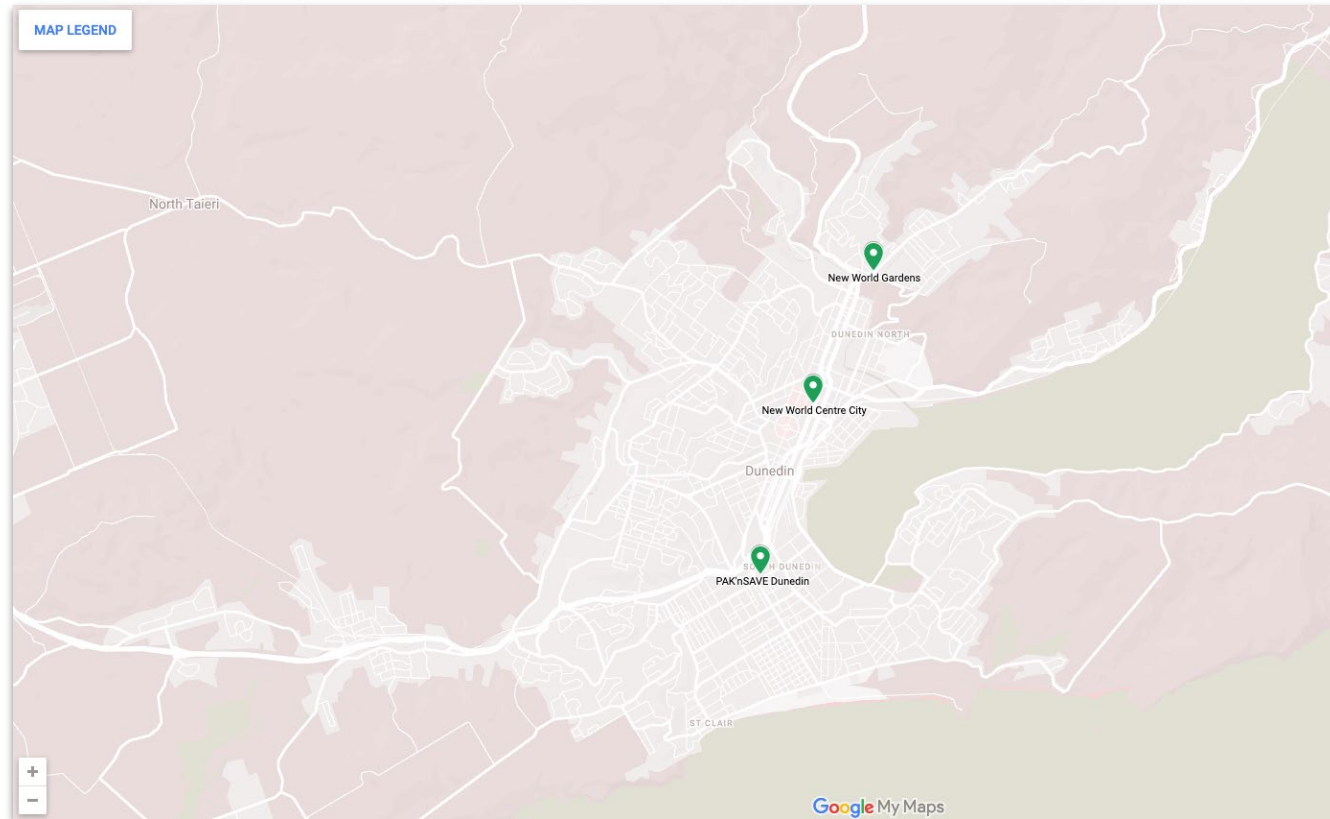 MAP LEGEND
North Taieri
New World Gardens
DUNEDIN NORTH
New World Centre City
Dunedin
SOUTH DUNEDIN
PAK'nSAVE Dunedin
ST CLAIR
+
−
Google My Maps